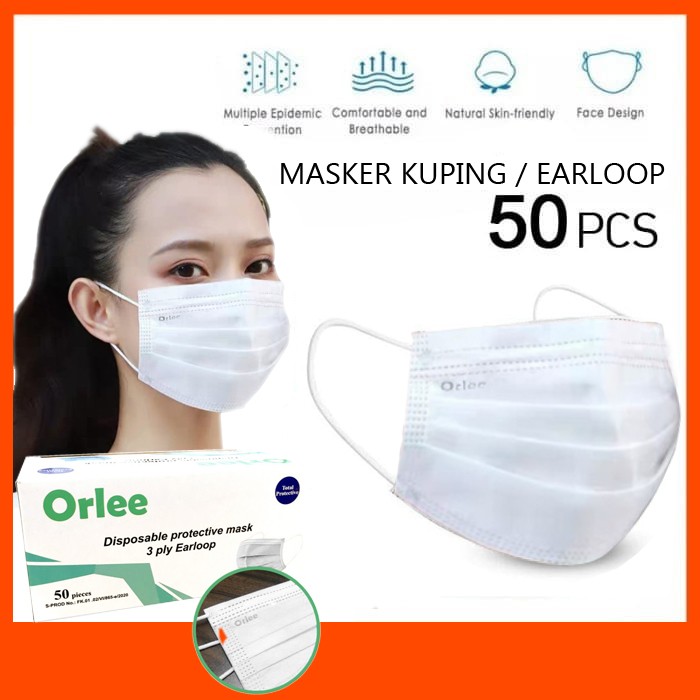 Multiple Epidemic
Comfortable and
Breathable
Natural Skin-friendly
Face Design
MASKER KUPING / EARLOOP
50 PCS
Orlee
Orlee
Orlee
Total
Protective
Disposable protective mask
3 ply Earloop
50 pieces
Orlee